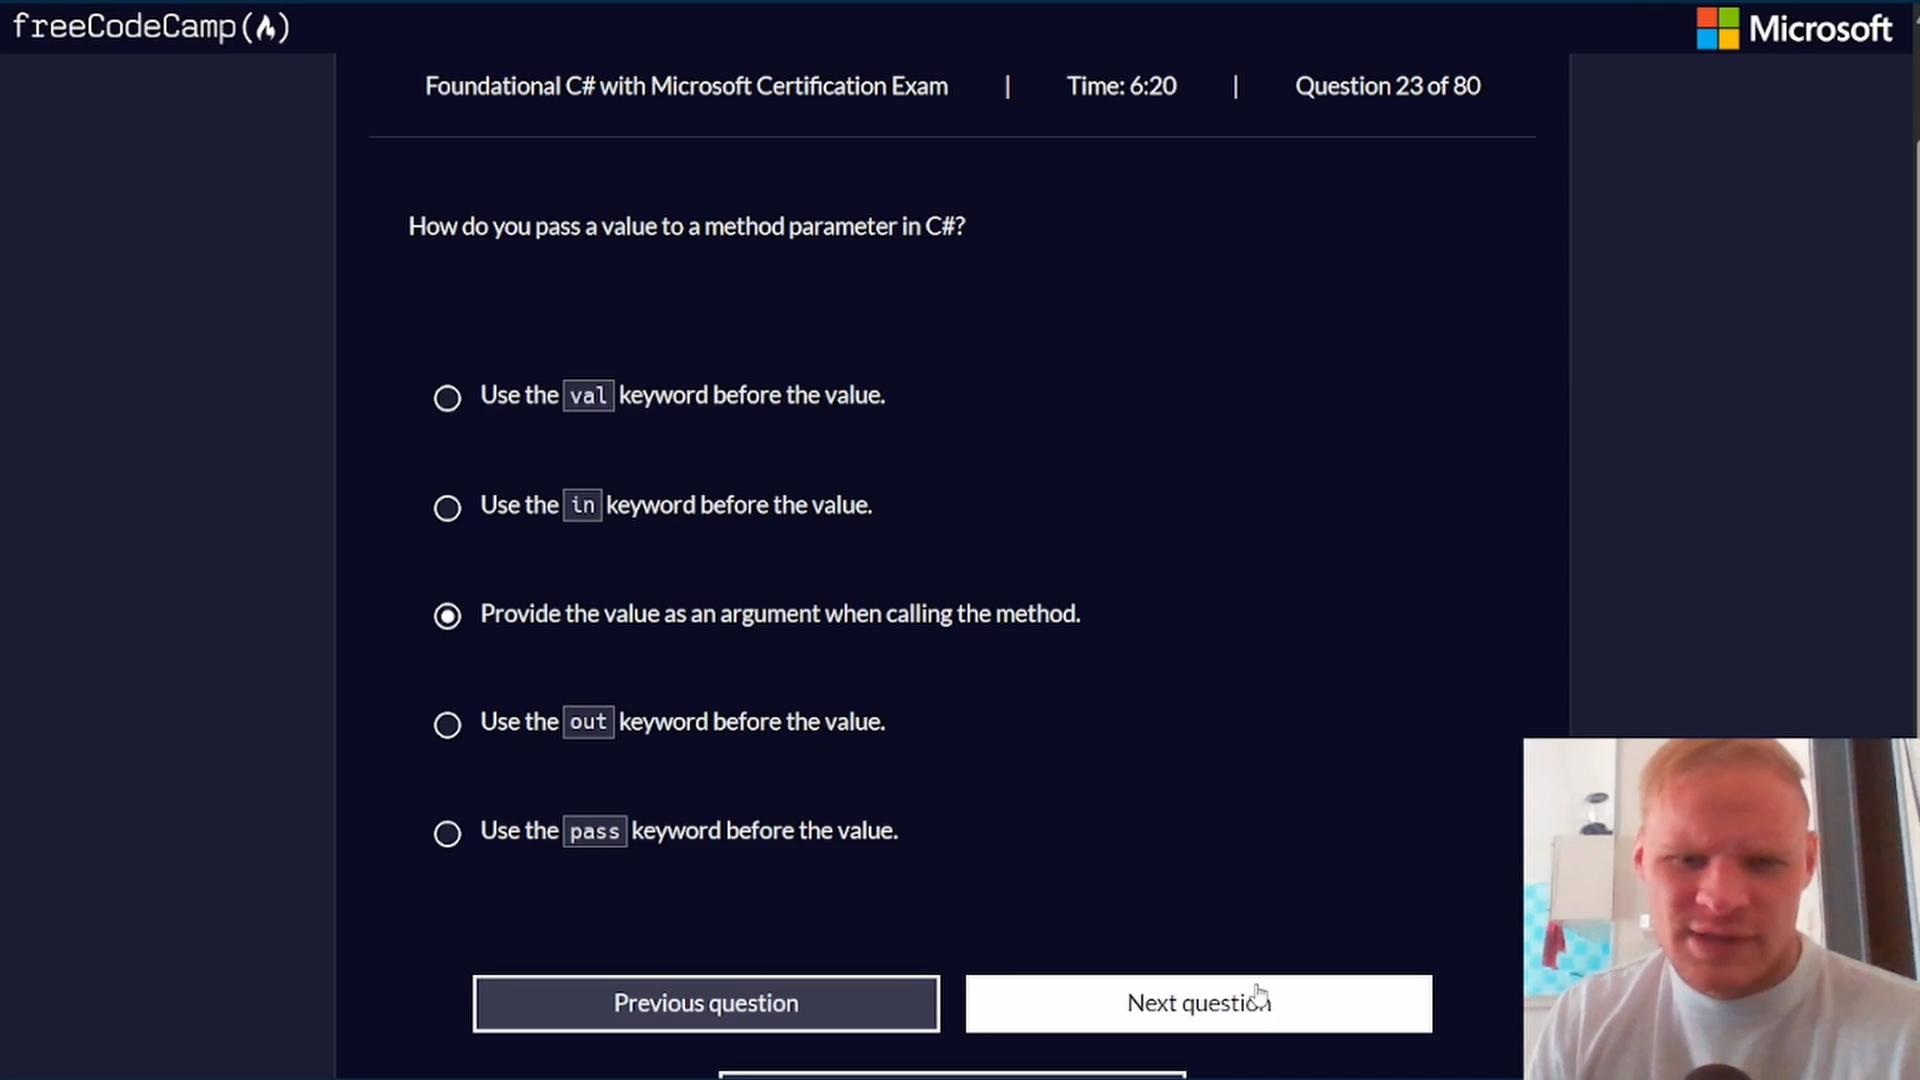 freeCodeCamp(🔥)
Microsoft
Foundational C# with Microsoft Certification Exam | Time: 6:20 | Question 23 of 80
How do you pass a value to a method parameter in C#?
Use the val keyword before the value.
Use the in keyword before the value.
Provide the value as an argument when calling the method.
Use the out keyword before the value.
Use the pass keyword before the value.
Previous question
Next question